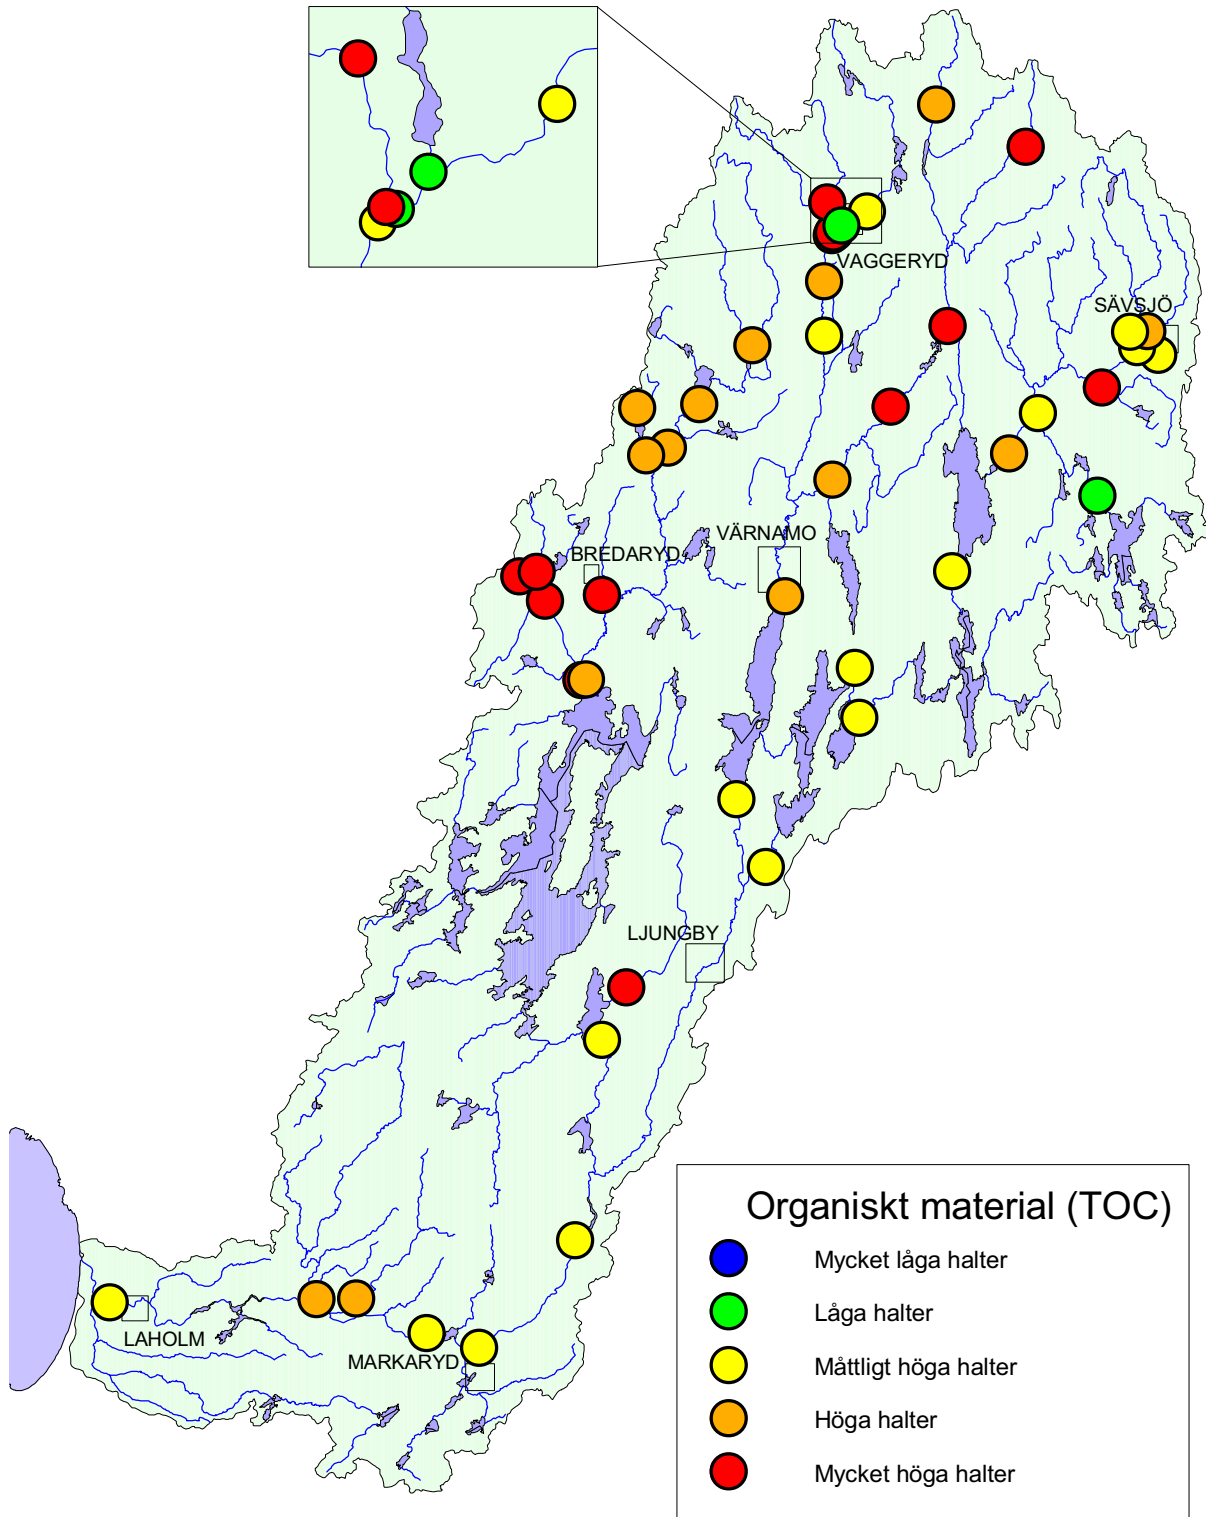 VAGGERYD
SÄVSJÖ
VÄRNAMO
BREDARYD
LJUNGBY
LAHOLM
MARKARYD
Organiskt material (TOC)
Mycket låga halter
Låga halter
Måttligt höga halter
Höga halter
Mycket höga halter